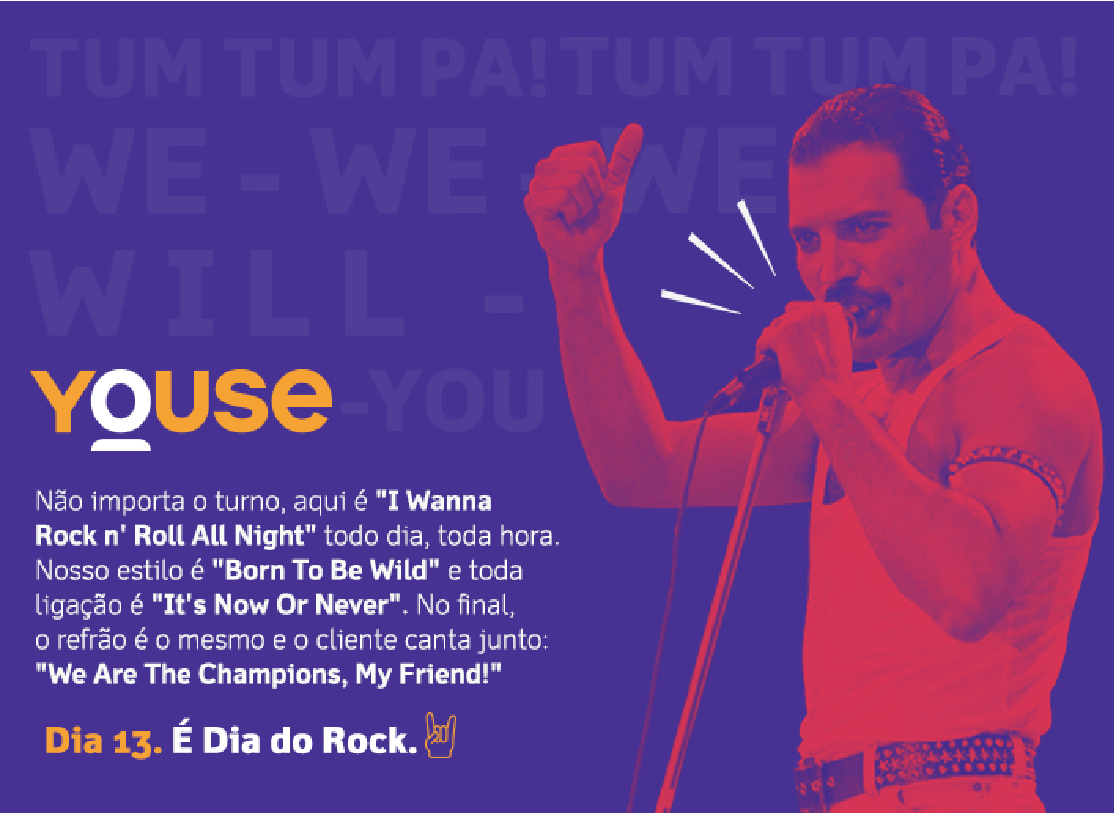 TUM TUM PA! TUM TUM PA!
WE - WE - WE
WILL -
YOUSE -YOU
Não importa o turno, aqui é "I Wanna
Rock n' Roll All Night" todo dia, toda hora.
Nosso estilo é "Born To Be Wild" e toda
ligação é "It's Now Or Never". No final,
o refrão é o mesmo e o cliente canta junto:
"We Are The Champions, My Friend!"
Dia 13. É Dia do Rock.